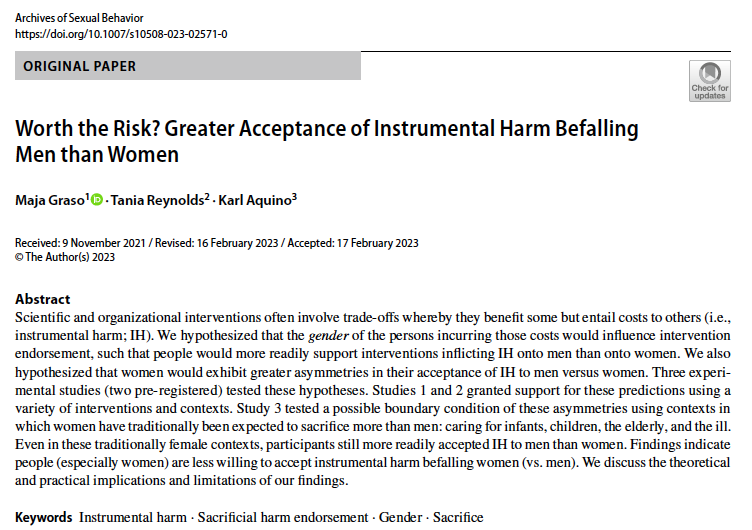 Archives of Sexual Behavior
https://doi.org/10.1007/s10508-023-02571-0
ORIGINAL PAPER
Check for
updates
Worth the Risk? Greater Acceptance of Instrumental Harm Befalling
Men than Women
Maja Graso1 · Tania Reynolds2 · Karl Aquino3
Received: 9 November 2021 / Revised: 16 February 2023 / Accepted: 17 February 2023
© The Author(s) 2023
Abstract
Scientific and organizational interventions often involve trade-offs whereby they benefit some but entail costs to others (i.e.,
instrumental harm; IH). We hypothesized that the gender of the persons incurring those costs would influence intervention
endorsement, such that people would more readily support interventions inflicting IH onto men than onto women. We also
hypothesized that women would exhibit greater asymmetries in their acceptance of IH to men versus women. Three experi-
mental studies (two pre-registered) tested these hypotheses. Studies 1 and 2 granted support for these predictions using a
variety of interventions and contexts. Study 3 tested a possible boundary condition of these asymmetries using contexts in
which women have traditionally been expected to sacrifice more than men: caring for infants, children, the elderly, and the ill.
Even in these traditionally female contexts, participants still more readily accepted IH to men than women. Findings indicate
people (especially women) are less willing to accept instrumental harm befalling women (vs. men). We discuss the theoretical
and practical implications and limitations of our findings.
Keywords Instrumental harm · Sacrificial harm endorsement · Gender · Sacrifice